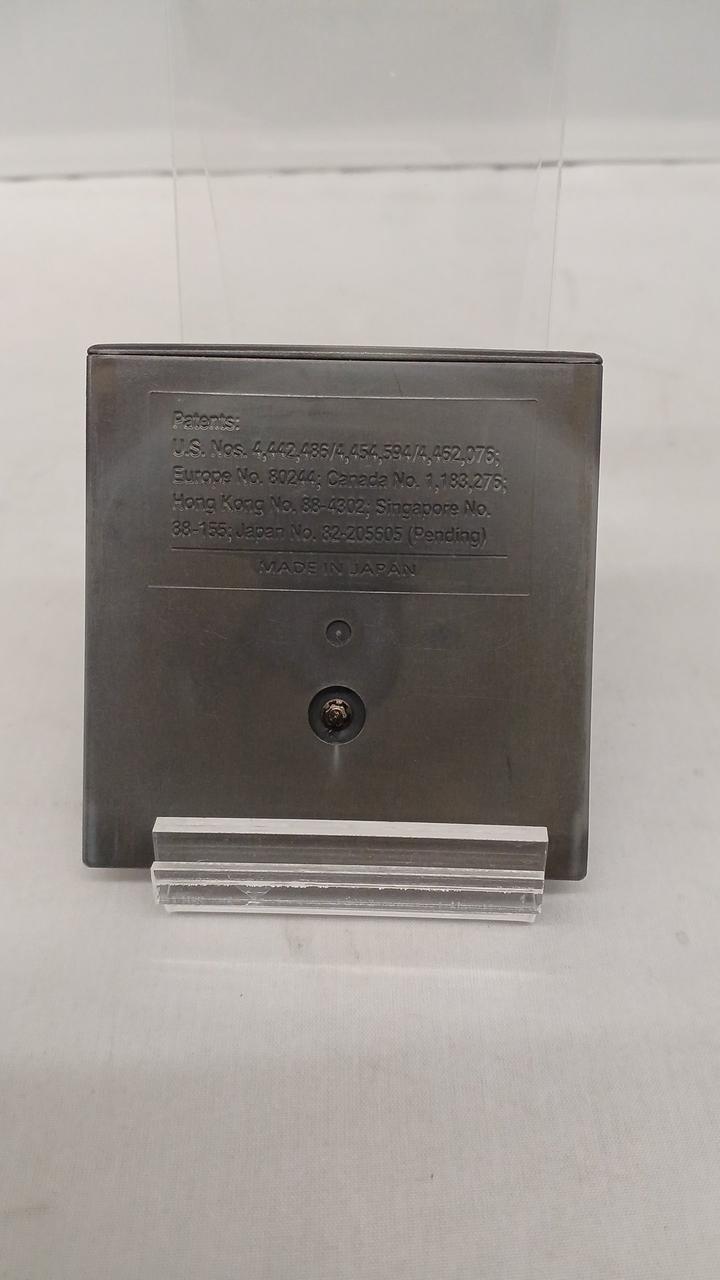 Patents:
U.S. Nos. 4,442,486/4,454,594/4,462,076;
Europe No. 80244; Canada No. 1,183,276;
Hong Kong No. 88-4302; Singapore No.
88-155; Japan No. 82-205605 (Pending)
MADE IN JAPAN